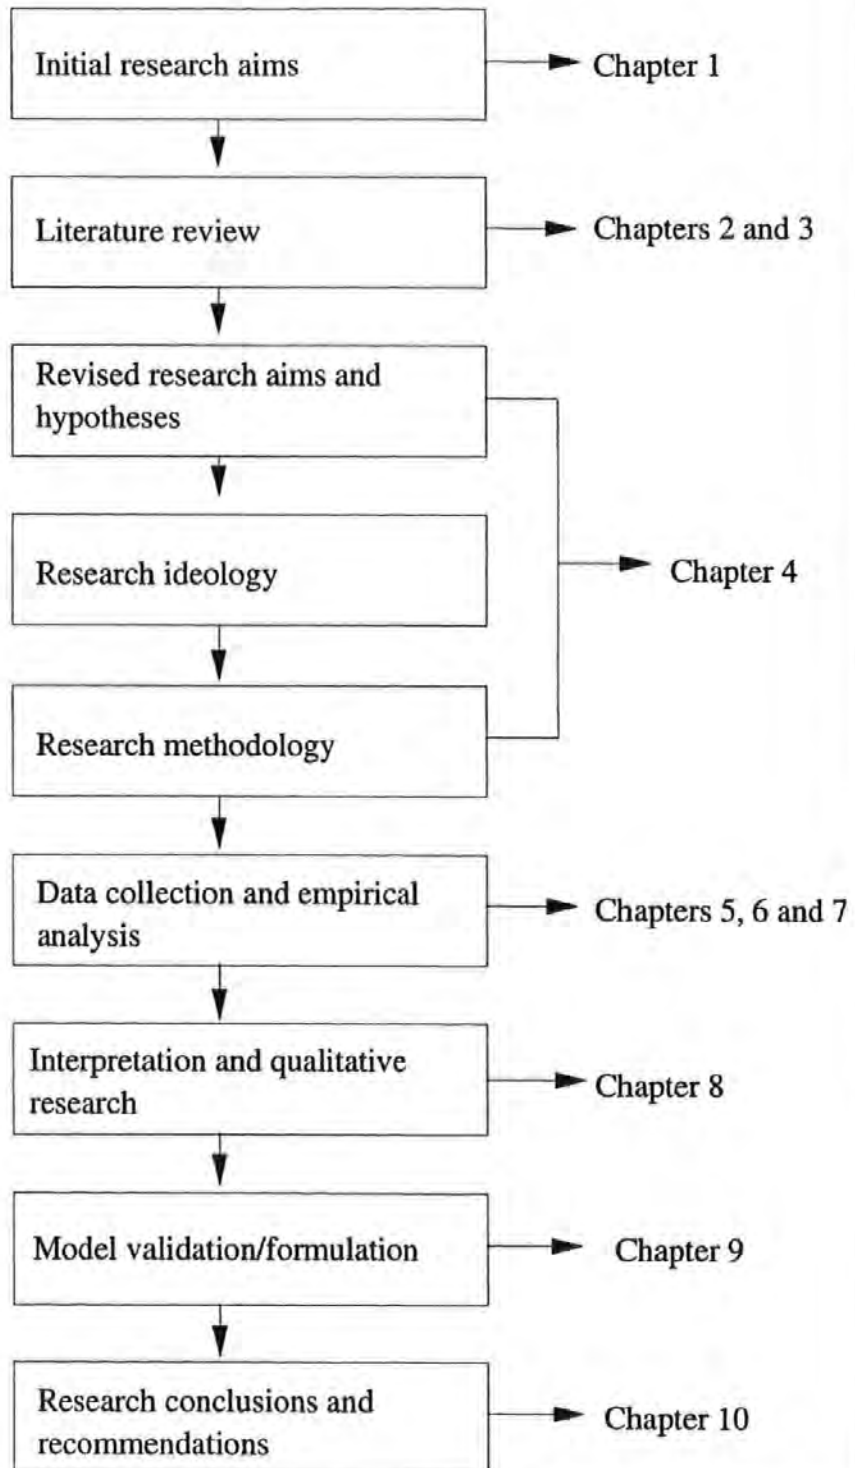 Initial research aims
Chapter 1
Literature review
Chapters 2 and 3
Revised research aims and
hypotheses
Research ideology
Chapter 4
Research methodology
Data collection and empirical
analysis
Chapters 5, 6 and 7
Interpretation and qualitative
research
Chapter 8
Model validation/formulation
Chapter 9
Research conclusions and
recommendations
Chapter 10